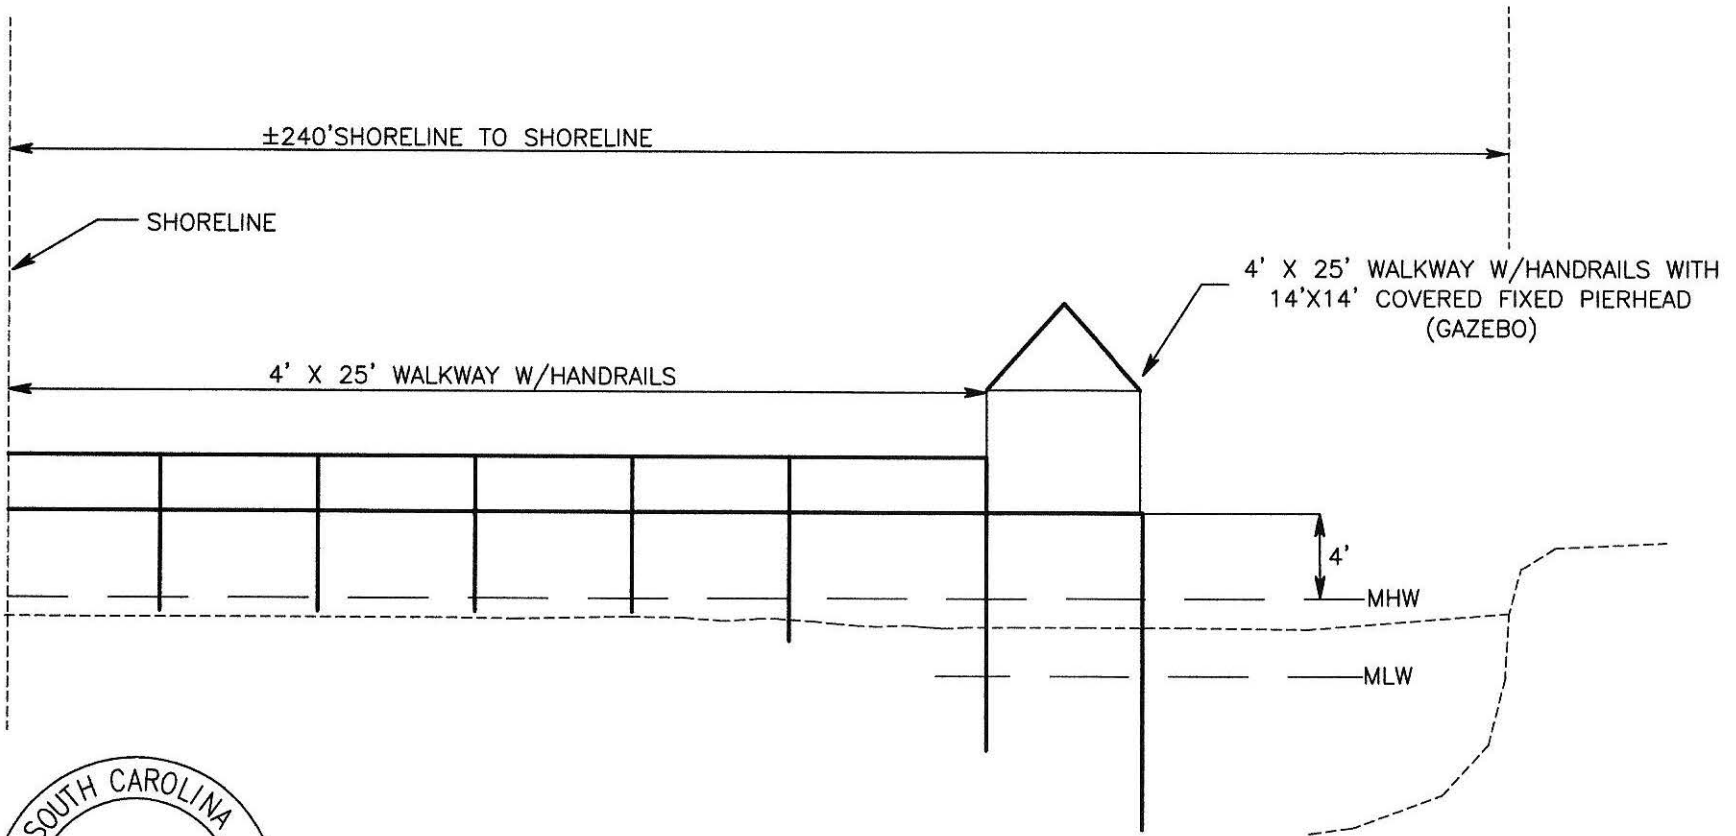 ±240'SHORELINE TO SHORELINE
SHORELINE
4' X 25' WALKWAY W/HANDRAILS WITH
14'X14' COVERED FIXED PIERHEAD
(GAZEBO)
4' X 25' WALKWAY W/HANDRAILS
4'
MHW
MLW
SOUTH CAROLINA